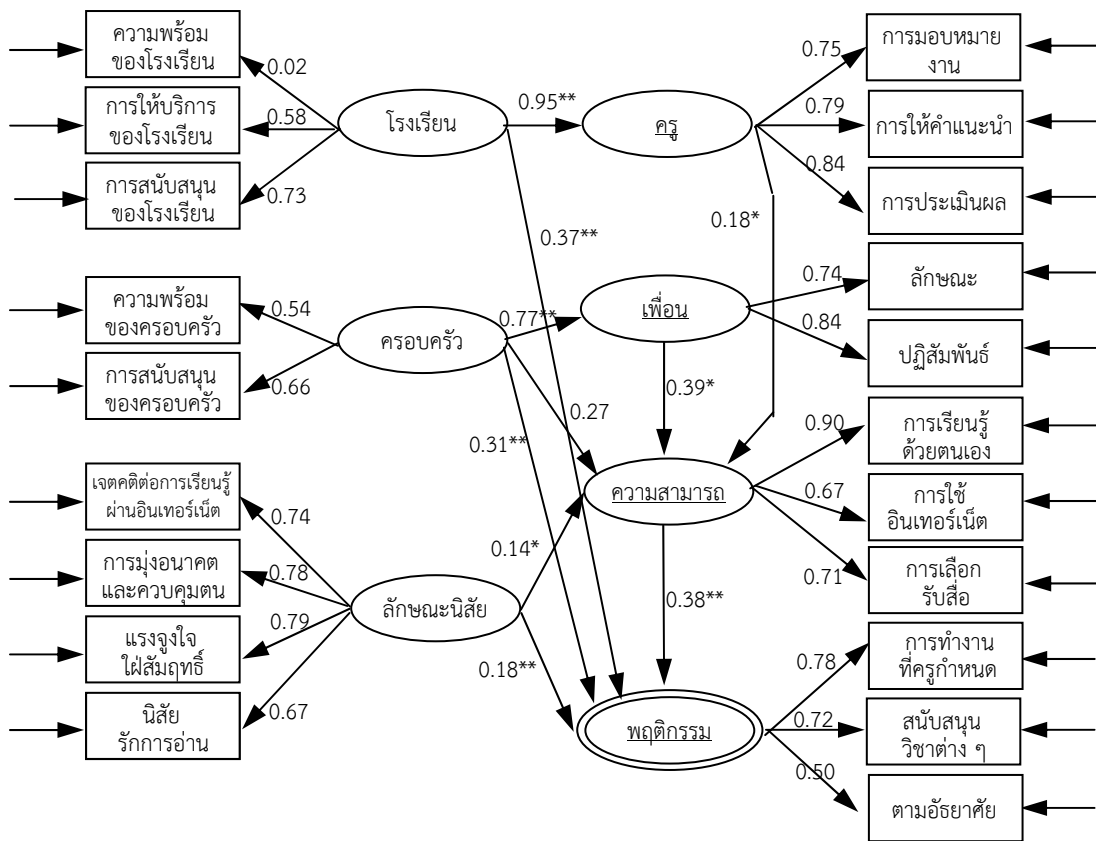 ความพร้อม
ของโรงเรียน
0.02
การให้บริการ
ของโรงเรียน
0.58
การสนับสนุน
ของโรงเรียน
0.73
โรงเรียน
0.95**
ครู
0.75
การมอบหมาย
งาน
0.79
การให้คำแนะนำ
0.84
การประเมินผล
0.37**
0.18*
ความพร้อม
ของครอบครัว
0.54
การสนับสนุน
ของครอบครัว
0.66
ครอบครัว
0.77**
เพื่อน
0.74
ลักษณะ
0.84
ปฏิสัมพันธ์
0.39*
0.27
0.31**
ความสามารถ
0.90
การเรียนรู้
ด้วยตนเอง
0.67
การใช้
อินเทอร์เน็ต
0.71
การเลือก
รับสื่อ
เจตคติต่อการเรียนรู้
ผ่านอินเทอร์เน็ต
0.74
การมุ่งอนาคต
และควบคุมตน
0.78
แรงจูงใจ
ใฝ่สัมฤทธิ์
0.79
นิสัย
รักการอ่าน
0.67
ลักษณะนิสัย
0.14*
0.18**
0.38**
พฤติกรรม
0.78
การทำงาน
ที่ครูกำหนด
0.72
สนับสนุน
วิชาต่าง ๆ
0.50
ตามอัธยาศัย